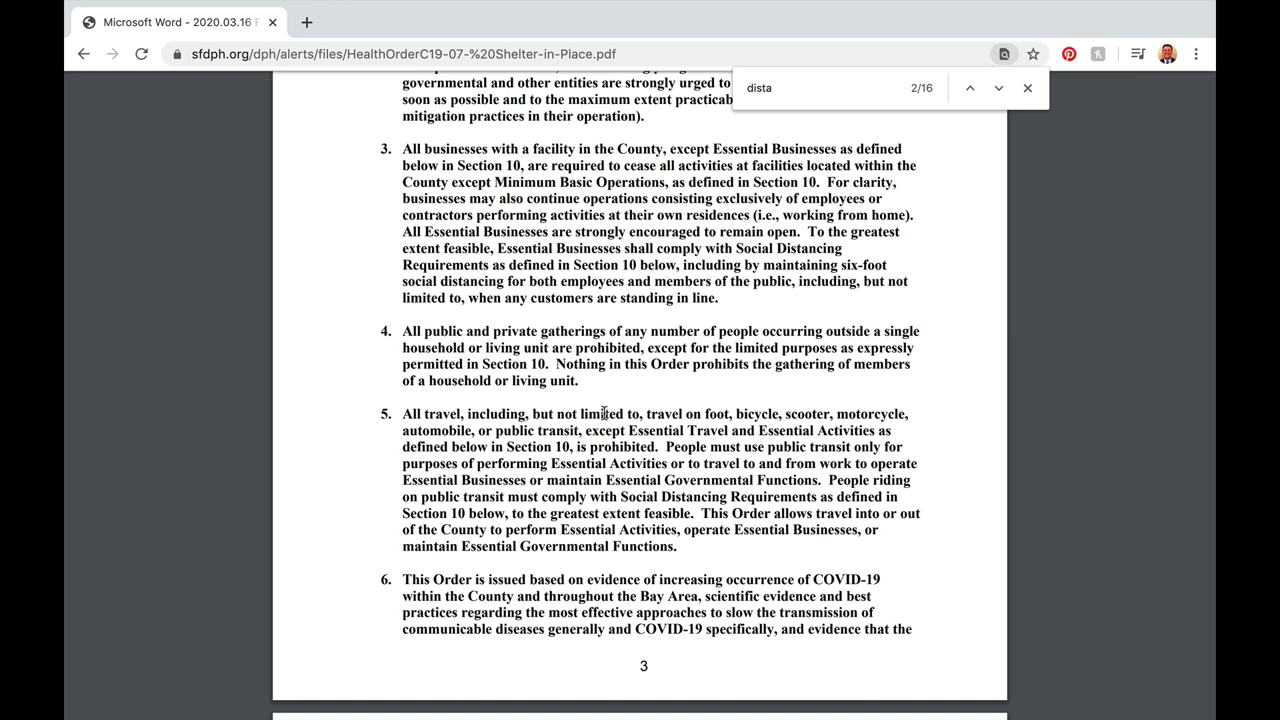 Microsoft Word - 2020.03.16 F
sfdph.org/dph/alerts/files/HealthOrderC19-07-%20Shelter-in-Place.pdf
dista 2/16
governmental and other entities are strongly urged to
soon as possible and to the maximum extent practicab
mitigation practices in their operation).
3. All businesses with a facility in the County, except Essential Businesses as defined
below in Section 10, are required to cease all activities at facilities located within the
County except Minimum Basic Operations, as defined in Section 10. For clarity,
businesses may also continue operations consisting exclusively of employees or
contractors performing activities at their own residences (i.e., working from home).
All Essential Businesses are strongly encouraged to remain open. To the greatest
extent feasible, Essential Businesses shall comply with Social Distancing
Requirements as defined in Section 10 below, including by maintaining six-foot
social distancing for both employees and members of the public, including, but not
limited to, when any customers are standing in line.
4. All public and private gatherings of any number of people occurring outside a single
household or living unit are prohibited, except for the limited purposes as expressly
permitted in Section 10. Nothing in this Order prohibits the gathering of members
of a household or living unit.
5. All travel, including, but not limited to, travel on foot, bicycle, scooter, motorcycle,
automobile, or public transit, except Essential Travel and Essential Activities as
defined below in Section 10, is prohibited. People must use public transit only for
purposes of performing Essential Activities or to travel to and from work to operate
Essential Businesses or maintain Essential Governmental Functions. People riding
on public transit must comply with Social Distancing Requirements as defined in
Section 10 below, to the greatest extent feasible. This Order allows travel into or out
of the County to perform Essential Activities, operate Essential Businesses, or
maintain Essential Governmental Functions.
6. This Order is issued based on evidence of increasing occurrence of COVID-19
within the County and throughout the Bay Area, scientific evidence and best
practices regarding the most effective approaches to slow the transmission of
communicable diseases generally and COVID-19 specifically, and evidence that the
3